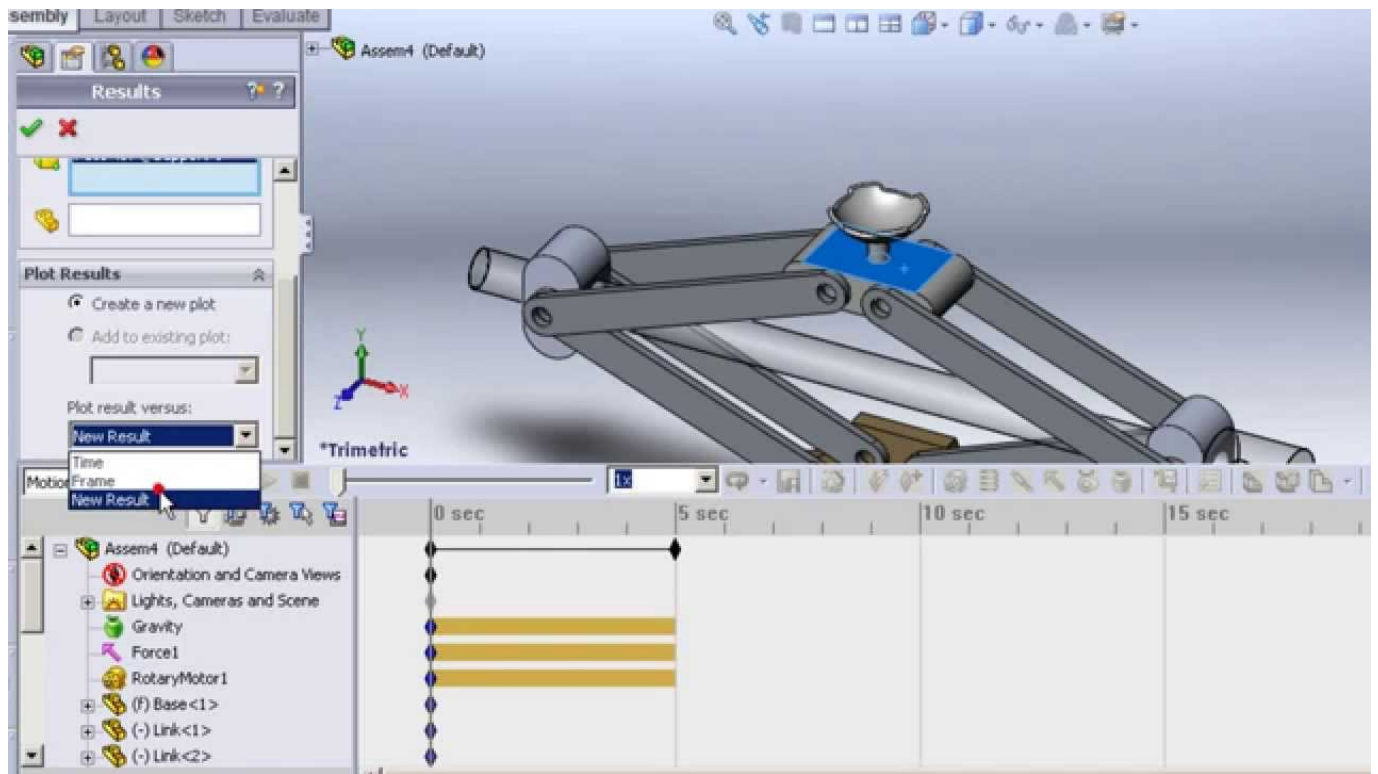 sembly Layout Sketch Evaluate
Assem4 (Default)
Results ? ?
Plot Results
Create a new plot
Add to existing plot:
Plot result versus:
New Result
Time
Frame
New Result
Y
X
Z
*Trimetric
Motio
1x
0 sec 5 sec 10 sec 15 sec
Assem4 (Default)
Orientation and Camera Views
Lights, Cameras and Scene
Gravity
Force1
RotaryMotor1
(f) Base<1>
(-) Link<1>
(-) Link<2>